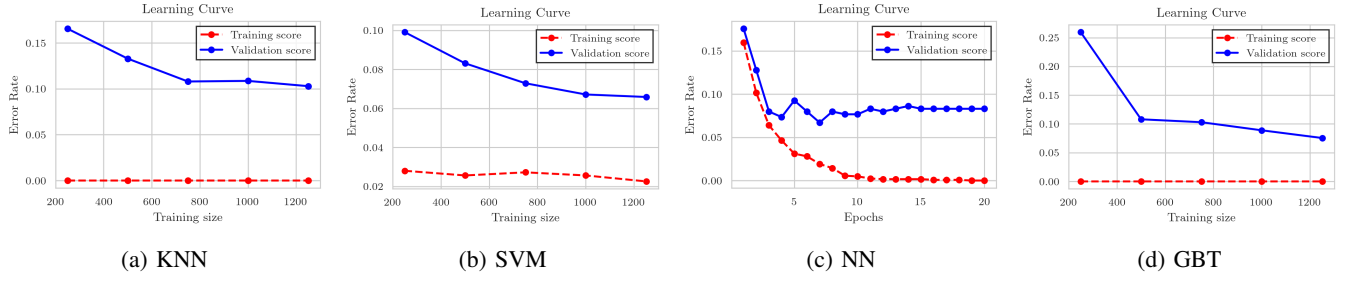 Learning Curve
Training score
Validation score
0.15
0.10
0.05
0.00
Error Rate
200 400 600 800 1000 1200
Training size
(a) KNN
Learning Curve
Training score
Validation score
0.10
0.08
0.06
0.04
0.02
Error Rate
200 400 600 800 1000 1200
Training size
(b) SVM
Learning Curve
Training score
Validation score
0.15
0.10
0.05
0.00
Error Rate
5 10 15 20
Epochs
(c) NN
Learning Curve
Training score
Validation score
0.25
0.20
0.15
0.10
0.05
0.00
Error Rate
200 400 600 800 1000 1200
Training size
(d) GBT